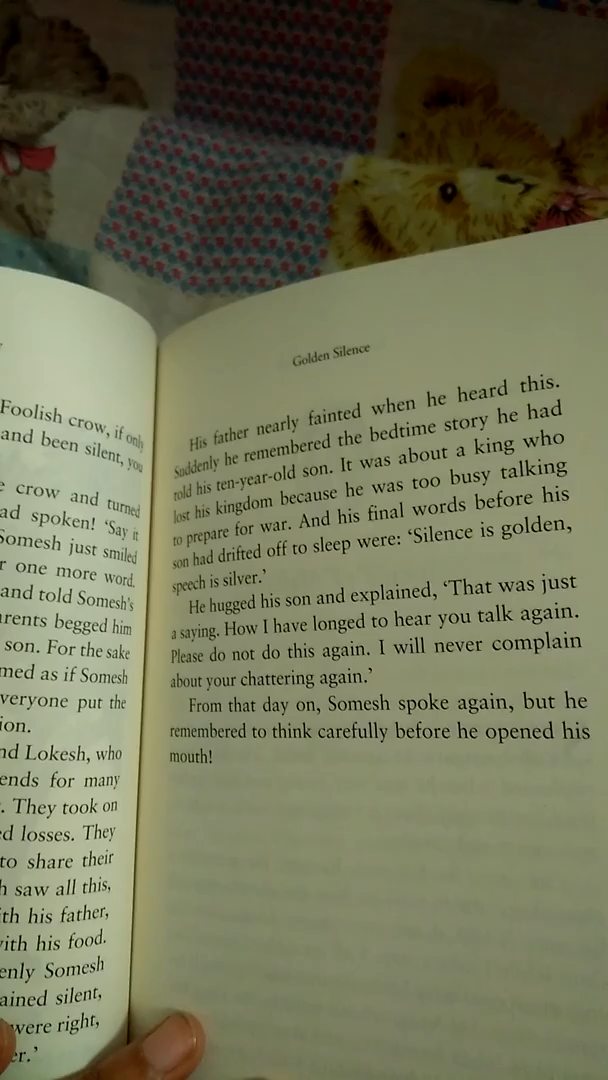 Foolish crow, if only
and been silent, you
crow and turned
ad spoken! 'Say it
Somesh just smiled
r one more word.
and told Somesh's
arents begged him
son. For the sake
med as if Somesh
veryone put the
ion.
nd Lokesh, who
ends for many
. They took on
ed losses. They
to share their
h saw all this,
ith his father,
with his food.
enly Somesh
ained silent,
were right,
er.'
Golden Silence
His father nearly fainted when he heard this.
Suddenly he remembered the bedtime story he had
told his ten-year-old son. It was about a king who
lost his kingdom because he was too busy talking
to prepare for war. And his final words before his
son had drifted off to sleep were: 'Silence is golden,
speech is silver.'
He hugged his son and explained, 'That was just
a saying. How I have longed to hear you talk again.
Please do not do this again. I will never complain
about your chattering again.'
From that day on, Somesh spoke again, but he
remembered to think carefully before he opened his
mouth!